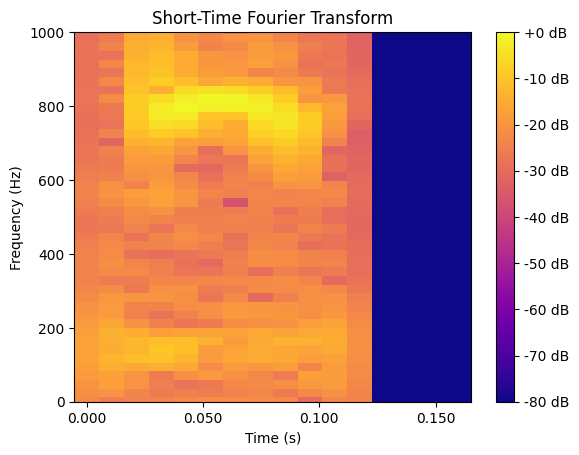 Short-Time Fourier Transform
1000
800
600
400
200
0
Frequency (Hz)
0.000
0.050
0.100
0.150
Time (s)
+0 dB
-10 dB
-20 dB
-30 dB
-40 dB
-50 dB
-60 dB
-70 dB
-80 dB